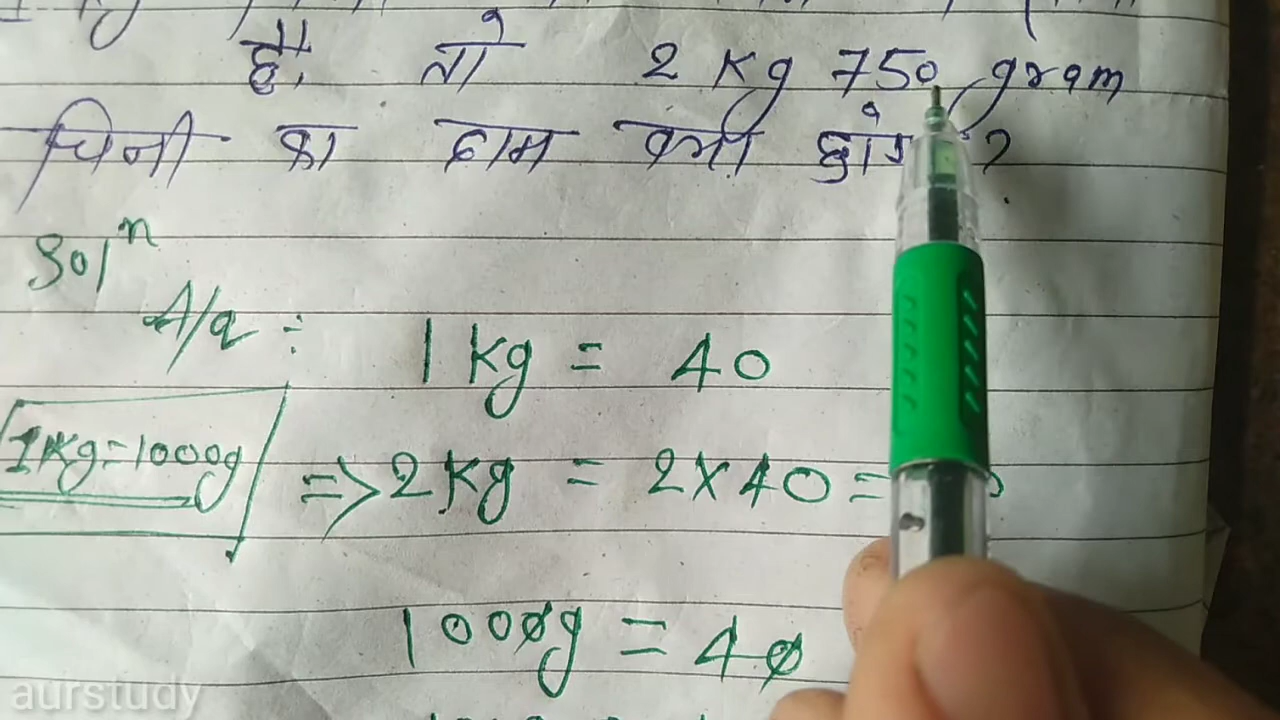 है। तो 2 Kg 750 gram
चिनी का दाम क्या होगा ?
Solⁿ
A/q :
1 kg = 40
1Kg=1000g
⇒ 2 Kg = 2×40 =
1000g = 40
aurstudy